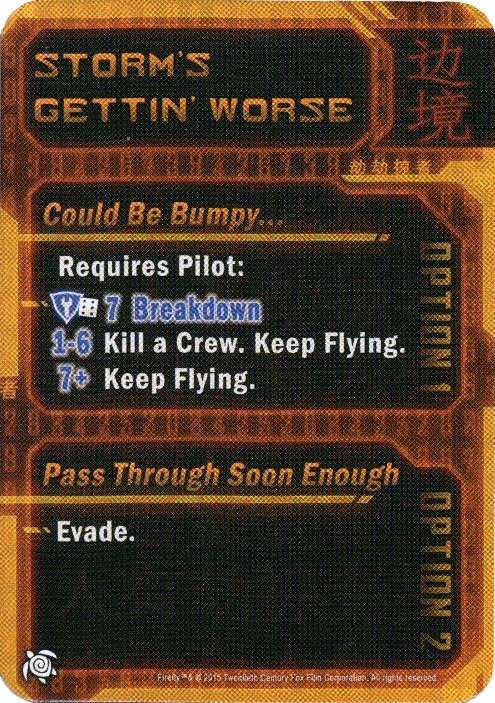 STORM'S
GETTIN' WORSE
边
境
Could Be Bumpy...
Requires Pilot:
7 Breakdown
1-6 Kill a Crew. Keep Flying.
7+ Keep Flying.
OPTION 1
Pass Through Soon Enough
Evade.
OPTION 2
Firefly™ & © 2015 Twentieth Century Fox Film Corporation. All rights reserved.